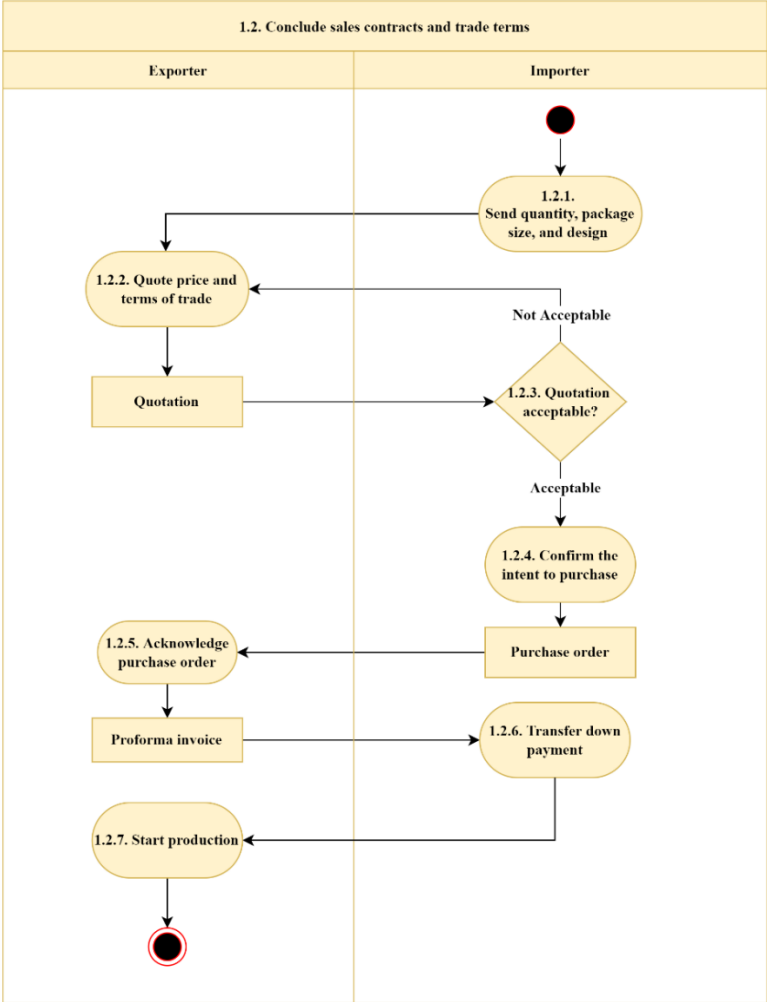 1.2. Conclude sales contracts and trade terms
Exporter
Importer
1.2.1.
Send quantity, package
size, and design
1.2.2. Quote price and
terms of trade
Not Acceptable
Quotation
1.2.3. Quotation
acceptable?
Acceptable
1.2.4. Confirm the
intent to purchase
1.2.5. Acknowledge
purchase order
Purchase order
Proforma invoice
1.2.6. Transfer down
payment
1.2.7. Start production